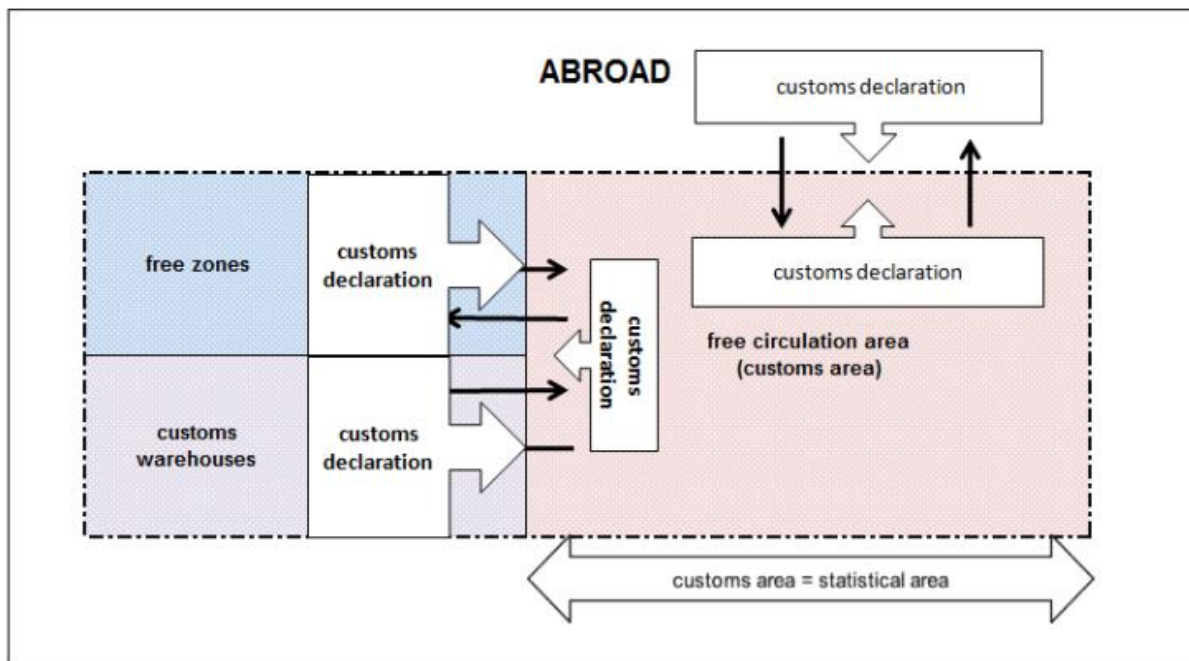 ABROAD
customs declaration
free zones
customs
declaration
customs
declaration
customs declaration
free circulation area
(customs area)
customs
warehouses
customs
declaration
customs area = statistical area